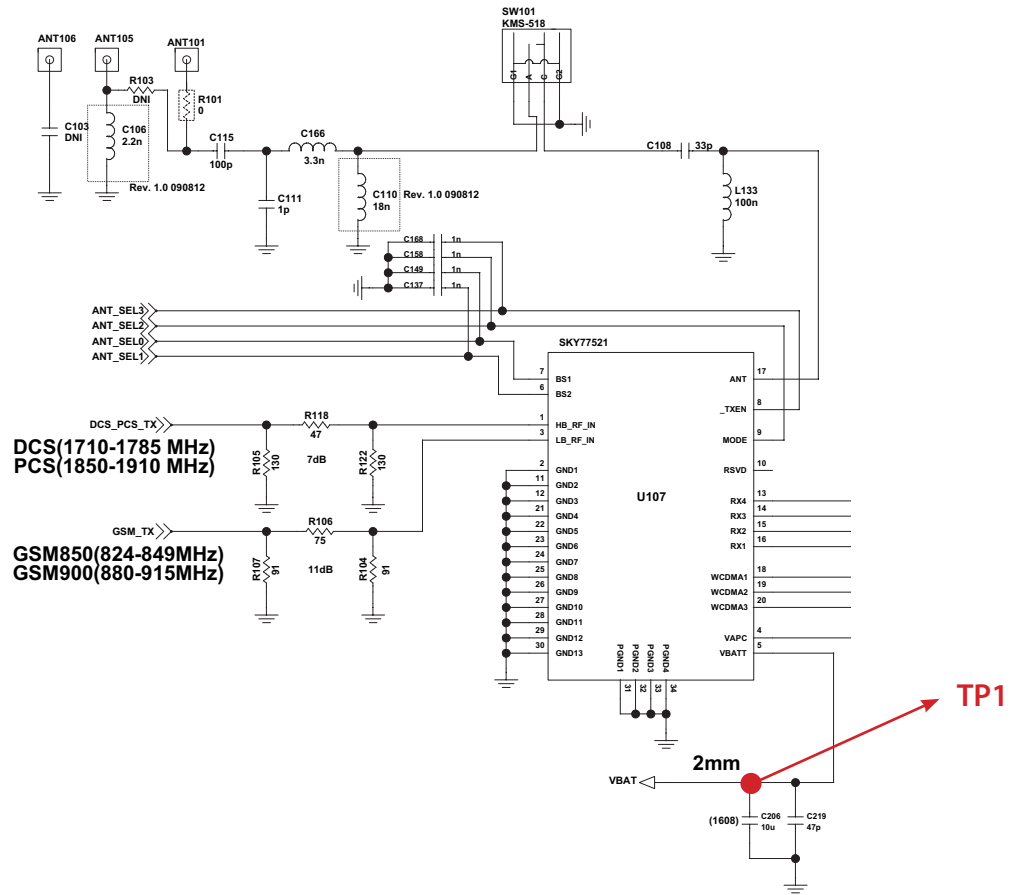 SW101
KMS-518
ANT106
ANT105
ANT101
G1
A
C
G2
R103
DNI
R101
0
C103
DNI
C106
2.2n
C115
100p
C166
3.3n
C108
33p
Rev. 1.0 090812
C111
1p
C110
18n
Rev. 1.0 090812
L133
100n
C168
1n
C158
1n
C149
1n
C137
1n
ANT_SEL3
ANT_SEL2
ANT_SEL0
ANT_SEL1
SKY77521
7
BS1
6
BS2
ANT
17
_TXEN
8
MODE
9
RSVD
10
DCS_PCS_TX
R118
47
1
HB_RF_IN
3
LB_RF_IN
DCS(1710-1785 MHz)
PCS(1850-1910 MHz)
R105
130
7dB
R122
130
U107
2
GND1
11
GND2
12
GND3
21
GND4
22
GND5
23
GND6
24
GND7
25
GND8
26
GND9
27
GND10
28
GND11
29
GND12
30
GND13
RX4
13
RX3
14
RX2
15
RX1
16
WCDMA1
18
WCDMA2
19
WCDMA3
20
VAPC
4
VBATT
5
GSM_TX
R106
75
GSM850(824-849MHz)
GSM900(880-915MHz)
R107
91
11dB
R104
91
PGND1
PGND2
PGND3
PGND4
31
32
33
34
TP1
2mm
VBAT
(1608)
C206
10u
C219
47p